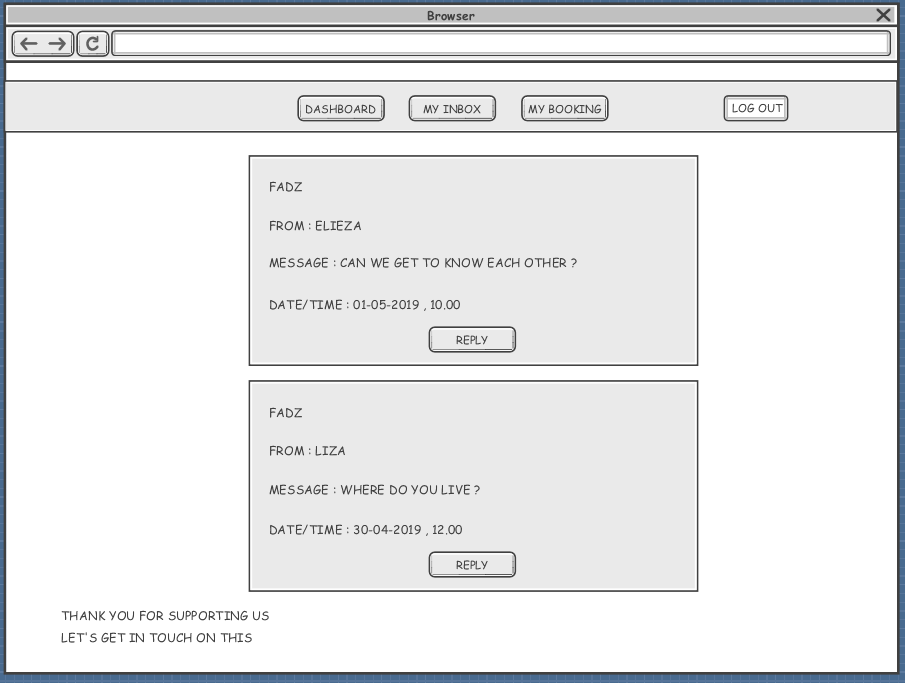 Browser
DASHBOARD MY INBOX MY BOOKING LOG OUT
FADZ
FROM : ELIEZA
MESSAGE : CAN WE GET TO KNOW EACH OTHER ?
DATE/TIME : 01-05-2019 , 10.00
REPLY
FADZ
FROM : LIZA
MESSAGE : WHERE DO YOU LIVE ?
DATE/TIME : 30-04-2019 , 12.00
REPLY
THANK YOU FOR SUPPORTING US
LET'S GET IN TOUCH ON THIS